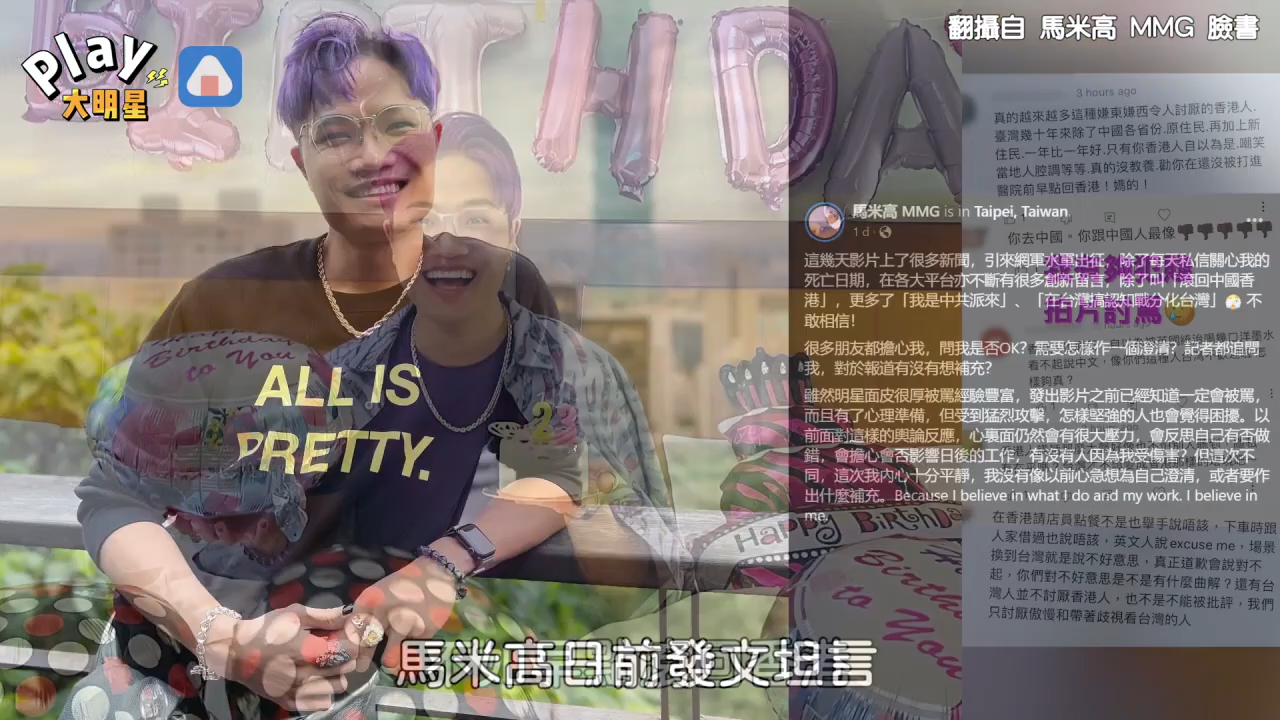 Play
大明星
翻攝自 馬米高 MMG 臉書
THDA
ALL IS
PRETTY.
3 hours ago
真的越來越多這種嫌東嫌西令人討厭的香港人.
臺灣幾十年來除了中國各省份.原住民.再加上新
住民.一年比一年好.只有你香港人自以為是.嘲笑
當地人腔調等等.真的沒教養.勸你在還沒被打進
醫院前早點回香港！媽的！
你去中國。你跟中國人最像
馬米高 MMG is in Taipei, Taiwan.
1 d
這幾天影片上了很多新聞，引來網軍水軍出征，除了每天私信關心我的
死亡日期，在各大平台亦不斷有很多創新留言，除了叫「滾回中國香
港」，更多了「我是中共派來」、「在台灣搞認知戰分化台灣」 不
敢相信！
很多朋友都擔心我，問我是否OK？需要怎樣作一個澄清？記者都追問
我，對於報道有沒有想補充？
雖然明星面皮很厚被罵經驗豐富，發出影片之前已經知道一定會被罵，
而且有了心理準備，但受到猛烈攻擊，怎樣堅強的人也會覺得困擾。以
前面對這樣的輿論反應，心裏面仍然會有很大壓力，會反思自己有否做
錯，會擔心會否影響日後的工作，有沒有人因為我受傷害？但這次不
同，這次我內心十分平靜，我沒有像以前心急想為自己澄清，或者要作
出什麼補充。Because I believe in what I do and my work. I believe in
me.
拍片討罵
看不起說中文，
樣夠真？
在香港請店員點餐不是也舉手說唔該，下車時跟
人家借過也說唔該，英文人說excuse me，場景
換到台灣就是說不好意思，真正道歉會說對不
起，你們對不好意思是不是有什麼曲解？還有台
灣人並不討厭香港人，也不是不能被批評，我們
只討厭傲慢和帶著歧視看台灣的人
Happy Birthday
Birthday
to You
馬米高日前發文坦言